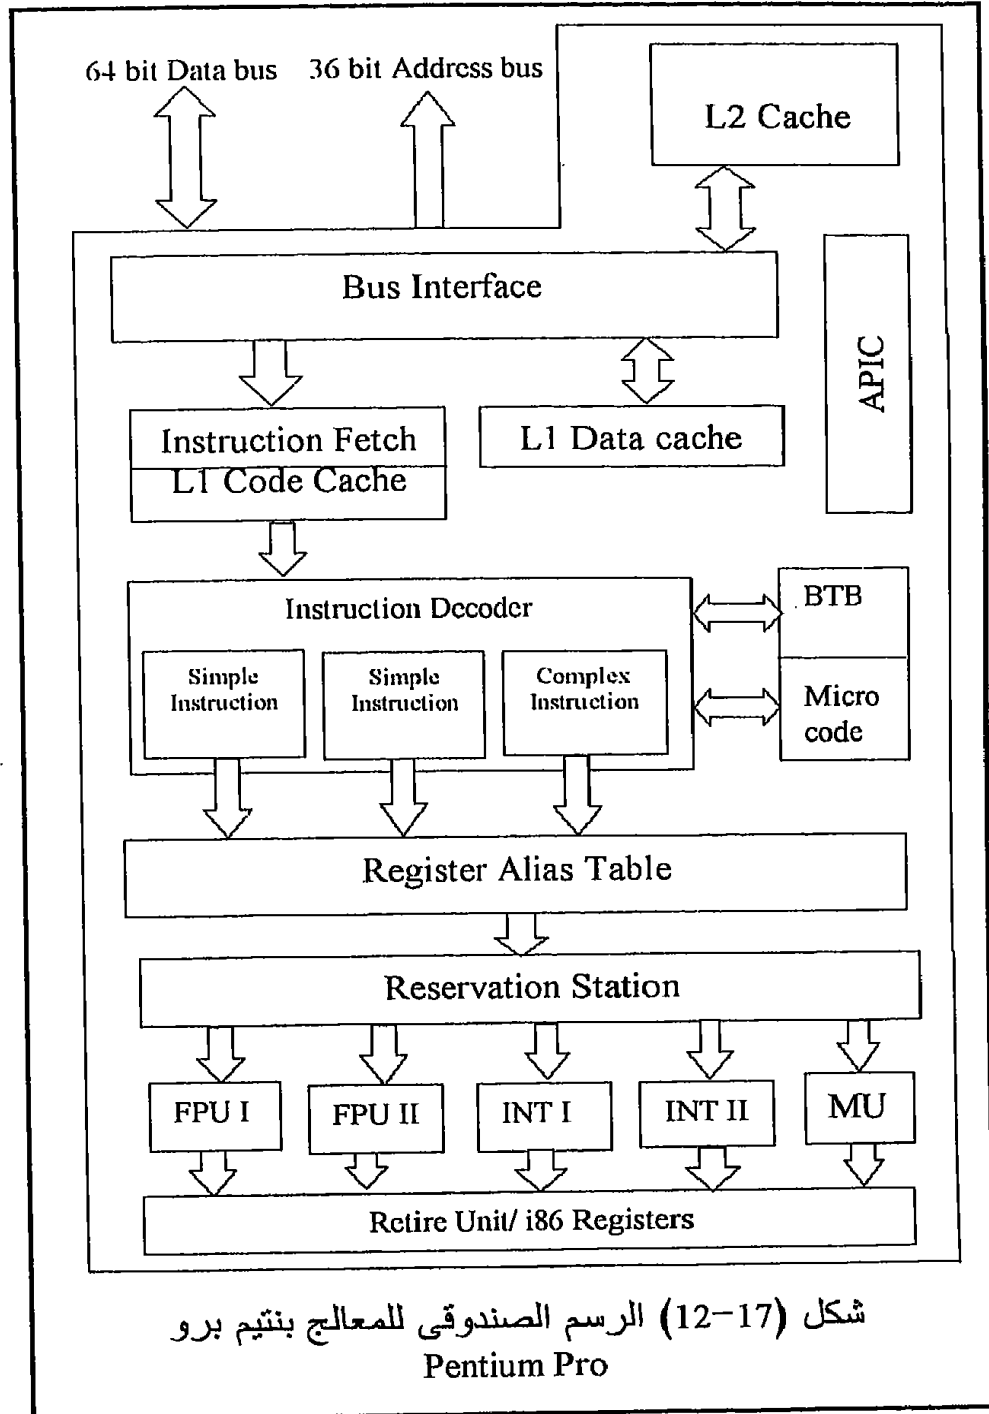 64 bit Data bus 36 bit Address bus
L2 Cache
Bus Interface
APIC
Instruction Fetch
L1 Code Cache
L1 Data cache
Instruction Decoder
Simple
Instruction
Simple
Instruction
Complex
Instruction
BTB
Micro
code
Register Alias Table
Reservation Station
FPU I
FPU II
INT I
INT II
MU
Retire Unit/ i86 Registers
شكل (17-12) الرسم الصندوقى للمعالج بنتيم برو
Pentium Pro